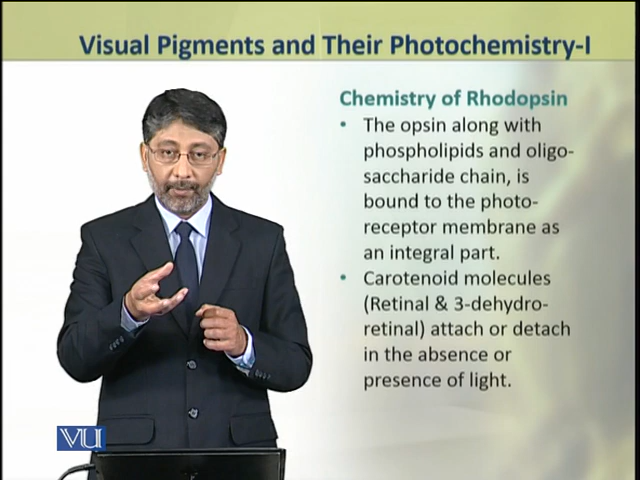 Visual Pigments and Their Photochemistry-I
Chemistry of Rhodopsin
• The opsin along with
phospholipids and oligo-
saccharide chain, is
bound to the photo-
receptor membrane as
an integral part.
• Carotenoid molecules
(Retinal & 3-dehydro-
retinal) attach or detach
in the absence or
presence of light.
VU